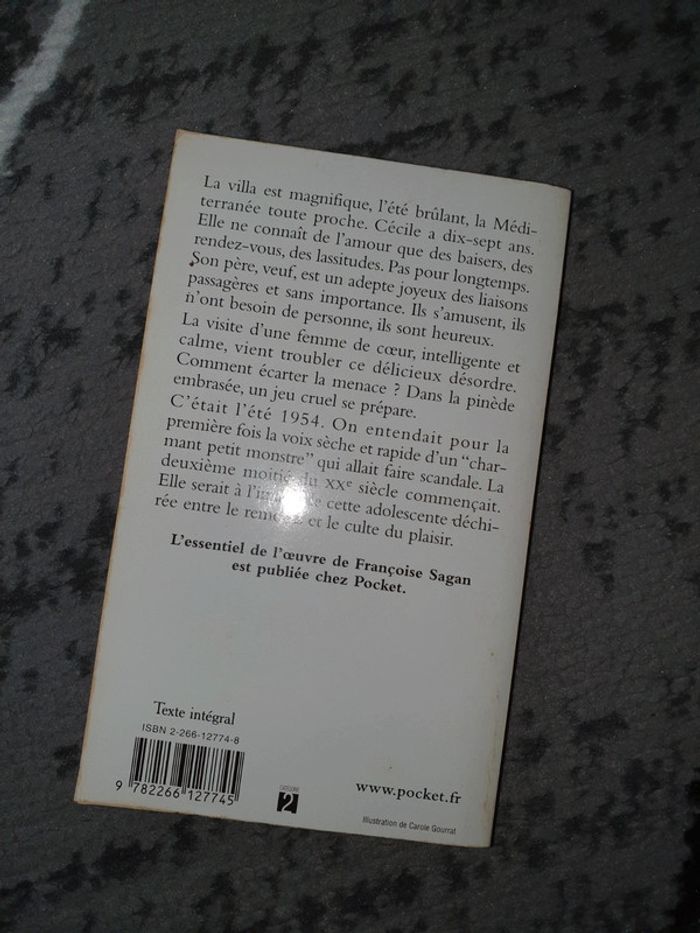 La villa est magnifique, l'été brûlant, la Médi-
terranée toute proche. Cécile a dix-sept ans.
Elle ne connaît de l'amour que des baisers, des
rendez-vous, des lassitudes. Pas pour longtemps.
Son père, veuf, est un adepte joyeux des liaisons
passagères et sans importance. Ils s'amusent, ils
n'ont besoin de personne, ils sont heureux.
La visite d'une femme de cœur, intelligente et
calme, vient troubler ce délicieux désordre.
Comment écarter la menace ? Dans la pinède
embrasée, un jeu cruel se prépare.
C'était l'été 1954. On entendait pour la
première fois la voix sèche et rapide d'un "char-
mant petit monstre" qui allait faire scandale. La
deuxième moitié du XXe siècle commençait.
Elle serait à cette adolescente déchi-
rée entre le et le culte du plaisir.
L'essentiel de l'œuvre de Françoise Sagan
est publiée chez Pocket.
Texte intégral
ISBN 2-266-12774-8
9 782266 127745
CATÉGORIE
2
www.pocket.fr
Illustration de Carole Gourrat